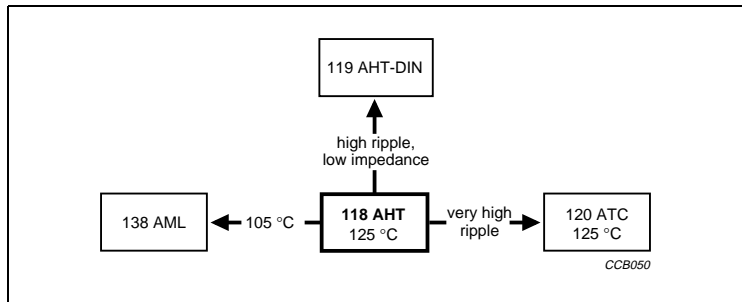 119 AHT-DIN
high ripple,
low impedance
138 AML
105 °C
118 AHT
125 °C
very high
ripple
120 ATC
125 °C
CCB050